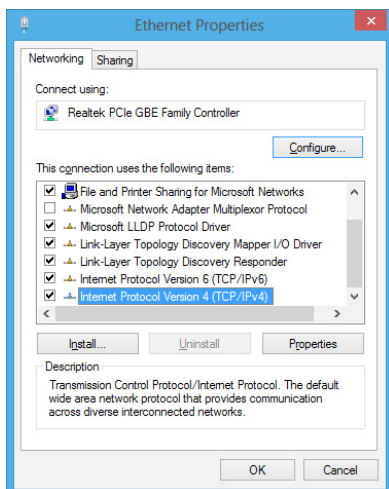 Ethernet Properties
Networking
Sharing
Connect using:
Realtek PCIe GBE Family Controller
Configure...
This connection uses the following items:
File and Printer Sharing for Microsoft Networks
Microsoft Network Adapter Multiplexor Protocol
Microsoft LLDP Protocol Driver
Link-Layer Topology Discovery Mapper I/O Driver
Link-Layer Topology Discovery Responder
Internet Protocol Version 6 (TCP/IPv6)
Internet Protocol Version 4 (TCP/IPv4)
Install...
Uninstall
Properties
Description
Transmission Control Protocol/Internet Protocol. The default
wide area network protocol that provides communication
across diverse interconnected networks.
OK
Cancel